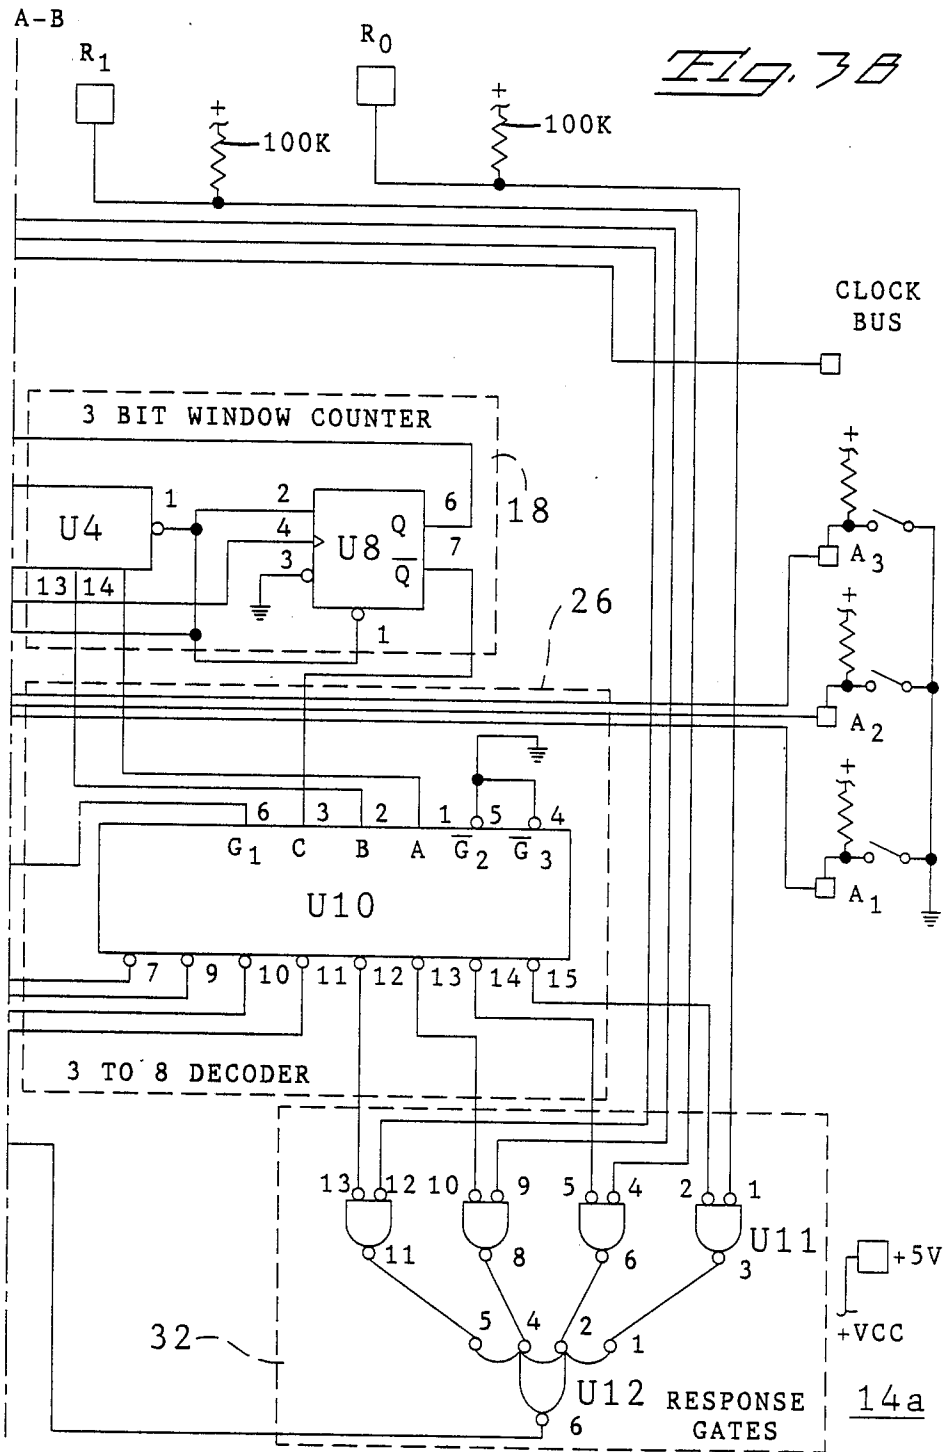 A-B
R1
R0
Fig. 3B
+
100K
+
100K
CLOCK
BUS
3 BIT WINDOW COUNTER
18
+
A3
U4
1
13 14
2
4
3
U8
Q
Q̅
6
7
1
26
+
A2
+
A1
6 3 2 1 5 4
G1 C B A G̅2 G̅3
U10
7 9 10 11 12 13 14 15
3 TO 8 DECODER
13 12 10 9 5 4 2 1
U11
11 8 6 3
+5V
+VCC
5 4 2 1
32
U12
6
RESPONSE
GATES
14a